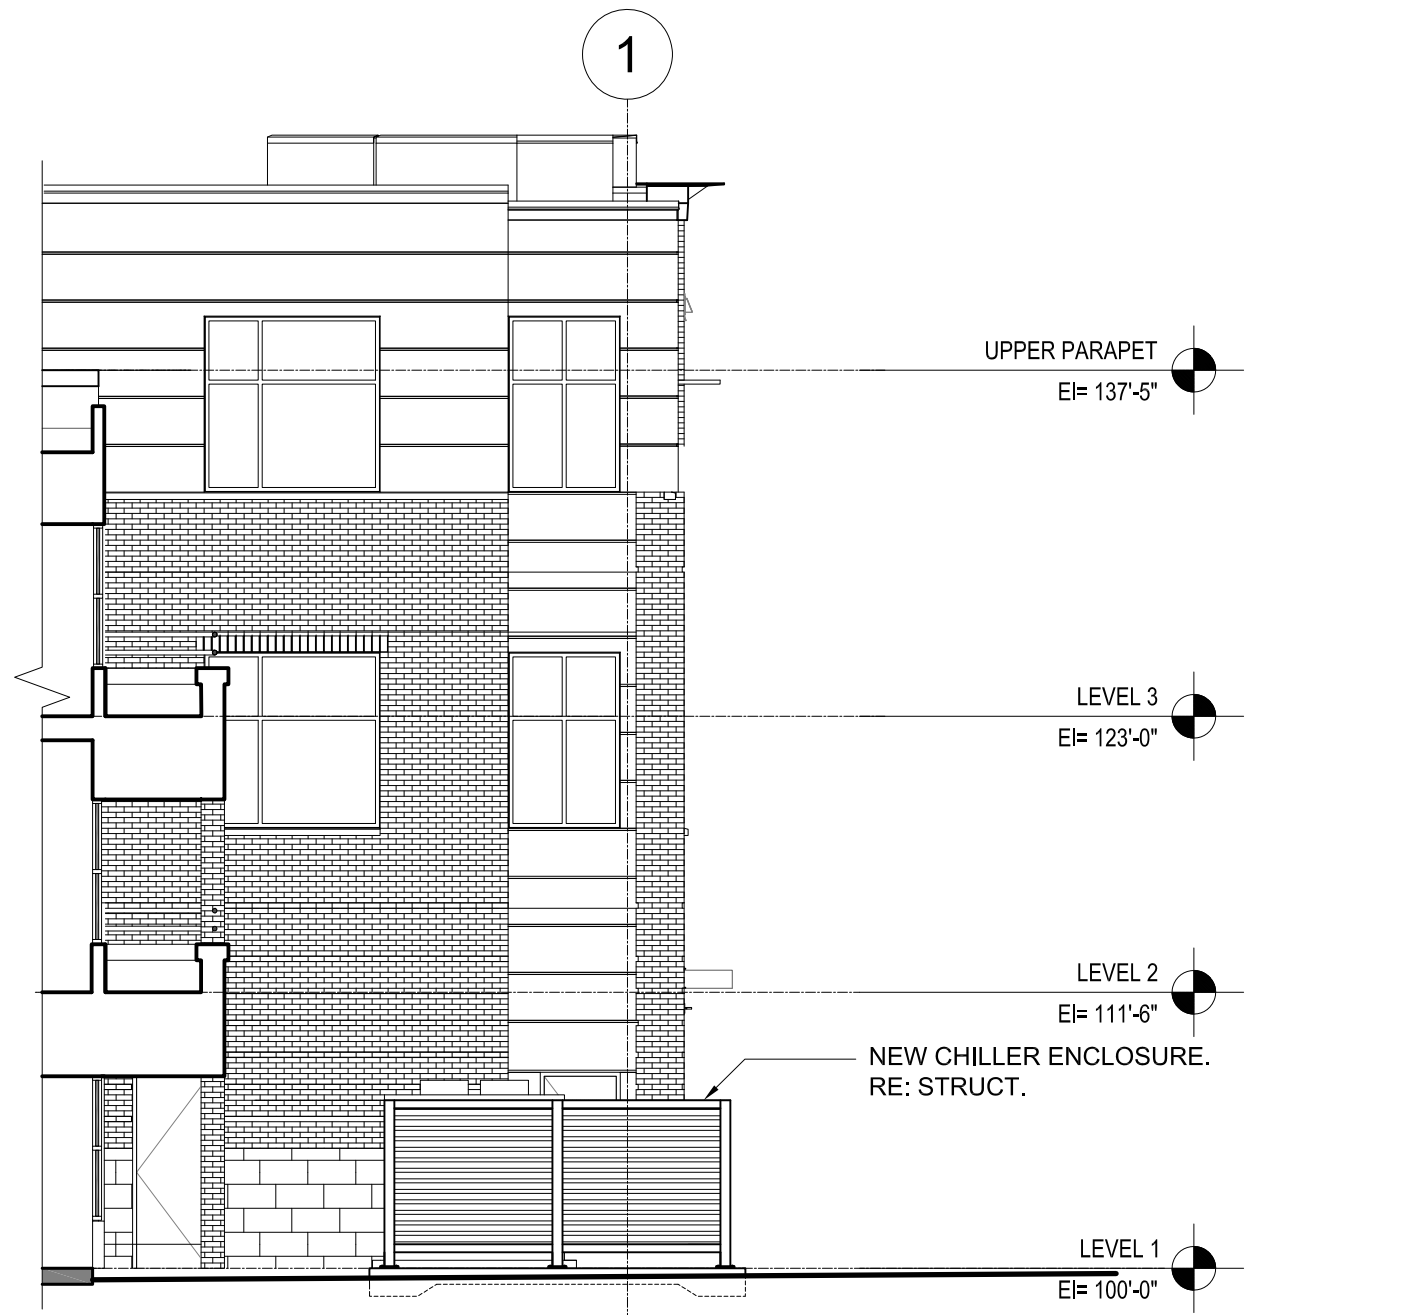 1
UPPER PARAPET
El= 137'-5"
LEVEL 3
El= 123'-0"
LEVEL 2
El= 111'-6"
NEW CHILLER ENCLOSURE.
RE: STRUCT.
LEVEL 1
El= 100'-0"